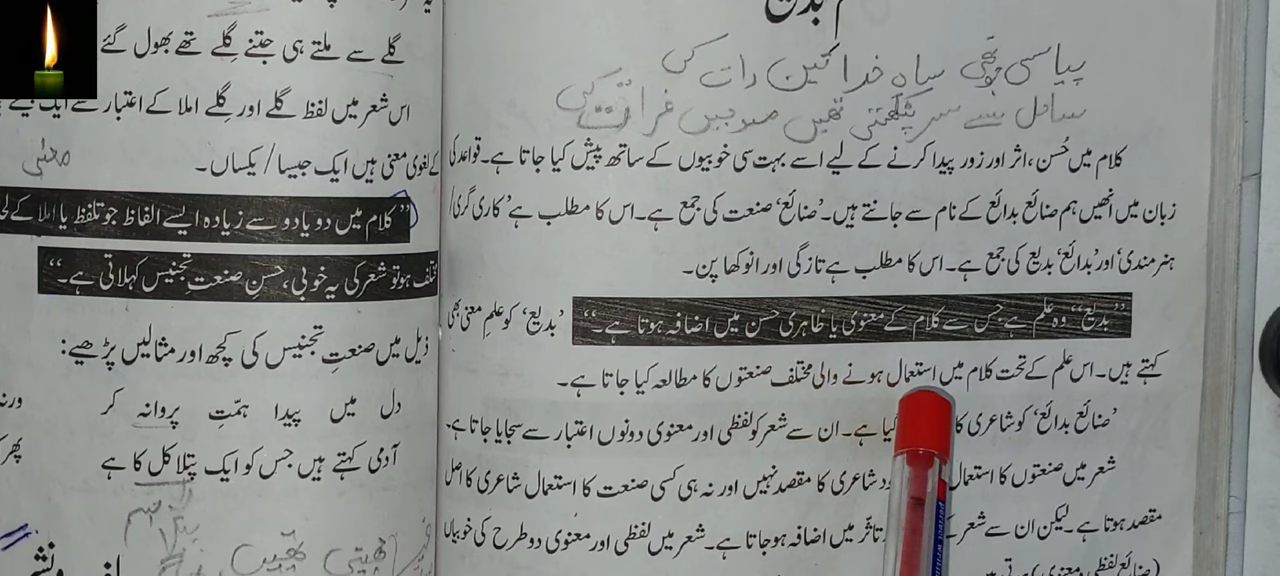 م بدیع
پیاسی جو تھی سپاہِ خدا تین رات کی
ساحل سے سر پٹکتی تھیں موجیں فرات کی
کلام میں حُسن، اثر اور زور پیدا کرنے کے لیے اسے بہت سی خوبیوں کے ساتھ پیش کیا جاتا ہے۔ قواعد کی
زبان میں انھیں ہم صنائع بدائع کے نام سے جانتے ہیں۔ ’صنائع‘ صنعت کی جمع ہے۔ اس کا مطلب ہے ’کاری گری/
ہنرمندی‘ اور ’بدائع‘ بدیع کی جمع ہے۔ اس کا مطلب ہے تازگی اور انوکھا پن۔
”بدیع“ وہ علم ہے جس سے کلام کے معنوی یا ظاہری حسن میں اضافہ ہوتا ہے۔“ ’بدیع‘ کو علمِ معنی بھی
کہتے ہیں۔ اس علم کے تحت کلام میں استعمال ہونے والی مختلف صنعتوں کا مطالعہ کیا جاتا ہے۔
’صنائع بدائع‘ کو شاعری کا کیا ہے۔ ان سے شعر کو لفظی اور معنوی دونوں اعتبار سے سجایا جاتا ہے۔
شعر میں صنعتوں کا استعمال شاعری کا مقصد نہیں اور نہ ہی کسی صنعت کا استعمال شاعری کا اصل
مقصد ہوتا ہے۔ لیکن ان سے شعر کے تاثّر میں اضافہ ہو جاتا ہے۔ شعر میں لفظی اور معنوی دو طرح کی خوبیاں
(صنائع لفظی و معنوی) ہوتی ہیں
گلے سے ملتے ہی جتنے گِلے تھے بھول گئے
اس شعر میں لفظ گلے اور گِلے املا کے اعتبار سے ایک
کے لغوی معنی ہیں ایک جیسا/ یکساں۔
معنٰی
”کلام میں دو یا دو سے زیادہ ایسے الفاظ جو تلفظ یا املا کے
مختلف ہو تو شعر کی یہ خوبی، حسنِ صنعتِ تجنیس کہلاتی ہے۔“
ذیل میں صنعتِ تجنیس کی کچھ اور مثالیں پڑھیے:
دل میں پیدا ہمّتِ پروانہ کر
آدمی کہتے ہیں جس کو ایک پتلا کل کا ہے